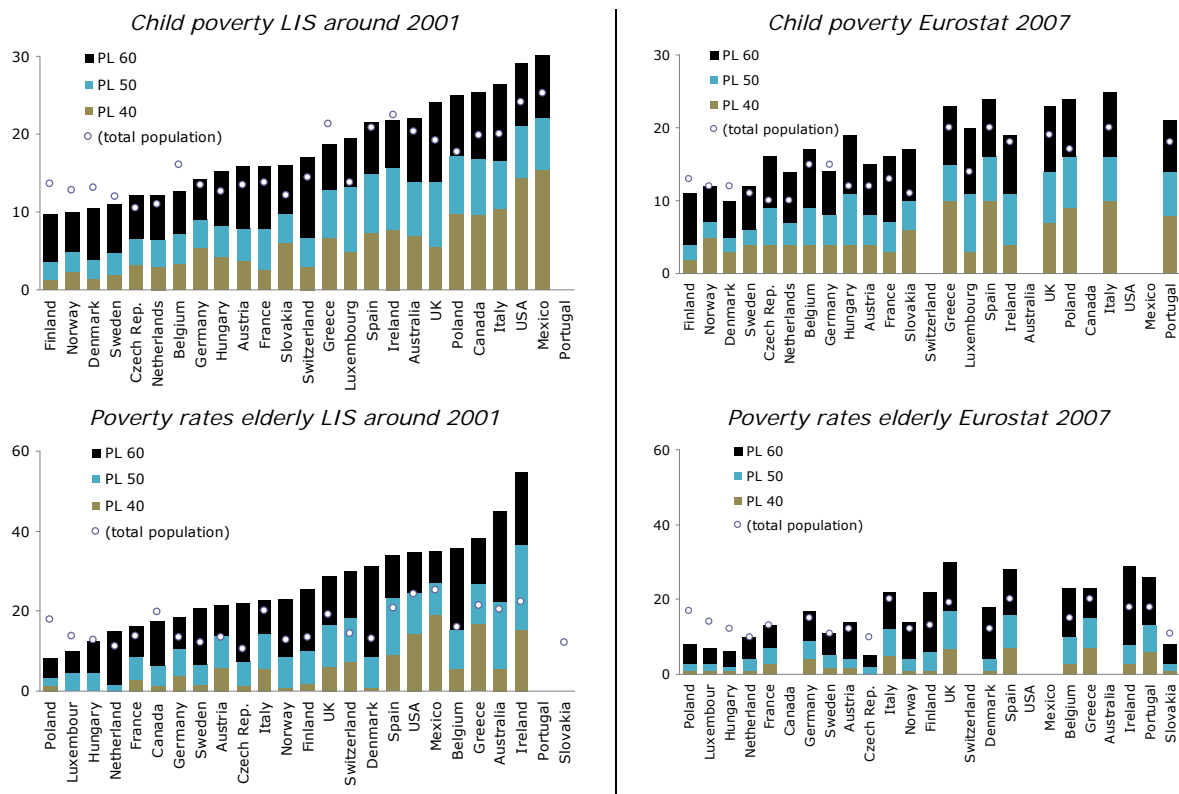 Child poverty LIS around 2001
30
20
10
0
PL 60
PL 50
PL 40
(total population)
Finland
Norway
Denmark
Sweden
Czech Rep.
Netherlands
Belgium
Germany
Hungary
Austria
France
Slovakia
Switzerland
Greece
Luxembourg
Spain
Ireland
Australia
UK
Poland
Canada
Italy
USA
Mexico
Portugal
Child poverty Eurostat 2007
30
20
10
0
PL 60
PL 50
PL 40
(total population)
Finland
Norway
Denmark
Sweden
Czech Rep.
Netherlands
Belgium
Germany
Hungary
Austria
France
Slovakia
Switzerland
Greece
Luxembourg
Spain
Ireland
Australia
UK
Poland
Canada
Italy
USA
Mexico
Portugal
Poverty rates elderly LIS around 2001
60
40
20
0
PL 60
PL 50
PL 40
(total population)
Poland
Luxembour
Hungary
Netherland
France
Canada
Germany
Sweden
Austria
Czech Rep.
Italy
Norway
Finland
UK
Switzerland
Denmark
Spain
USA
Mexico
Belgium
Greece
Australia
Ireland
Portugal
Slovakia
Poverty rates elderly Eurostat 2007
60
40
20
0
PL 60
PL 50
PL 40
(total population)
Poland
Luxembour
Hungary
Netherland
France
Canada
Germany
Sweden
Austria
Czech Rep.
Italy
Norway
Finland
UK
Switzerland
Denmark
Spain
USA
Mexico
Belgium
Greece
Australia
Ireland
Portugal
Slovakia